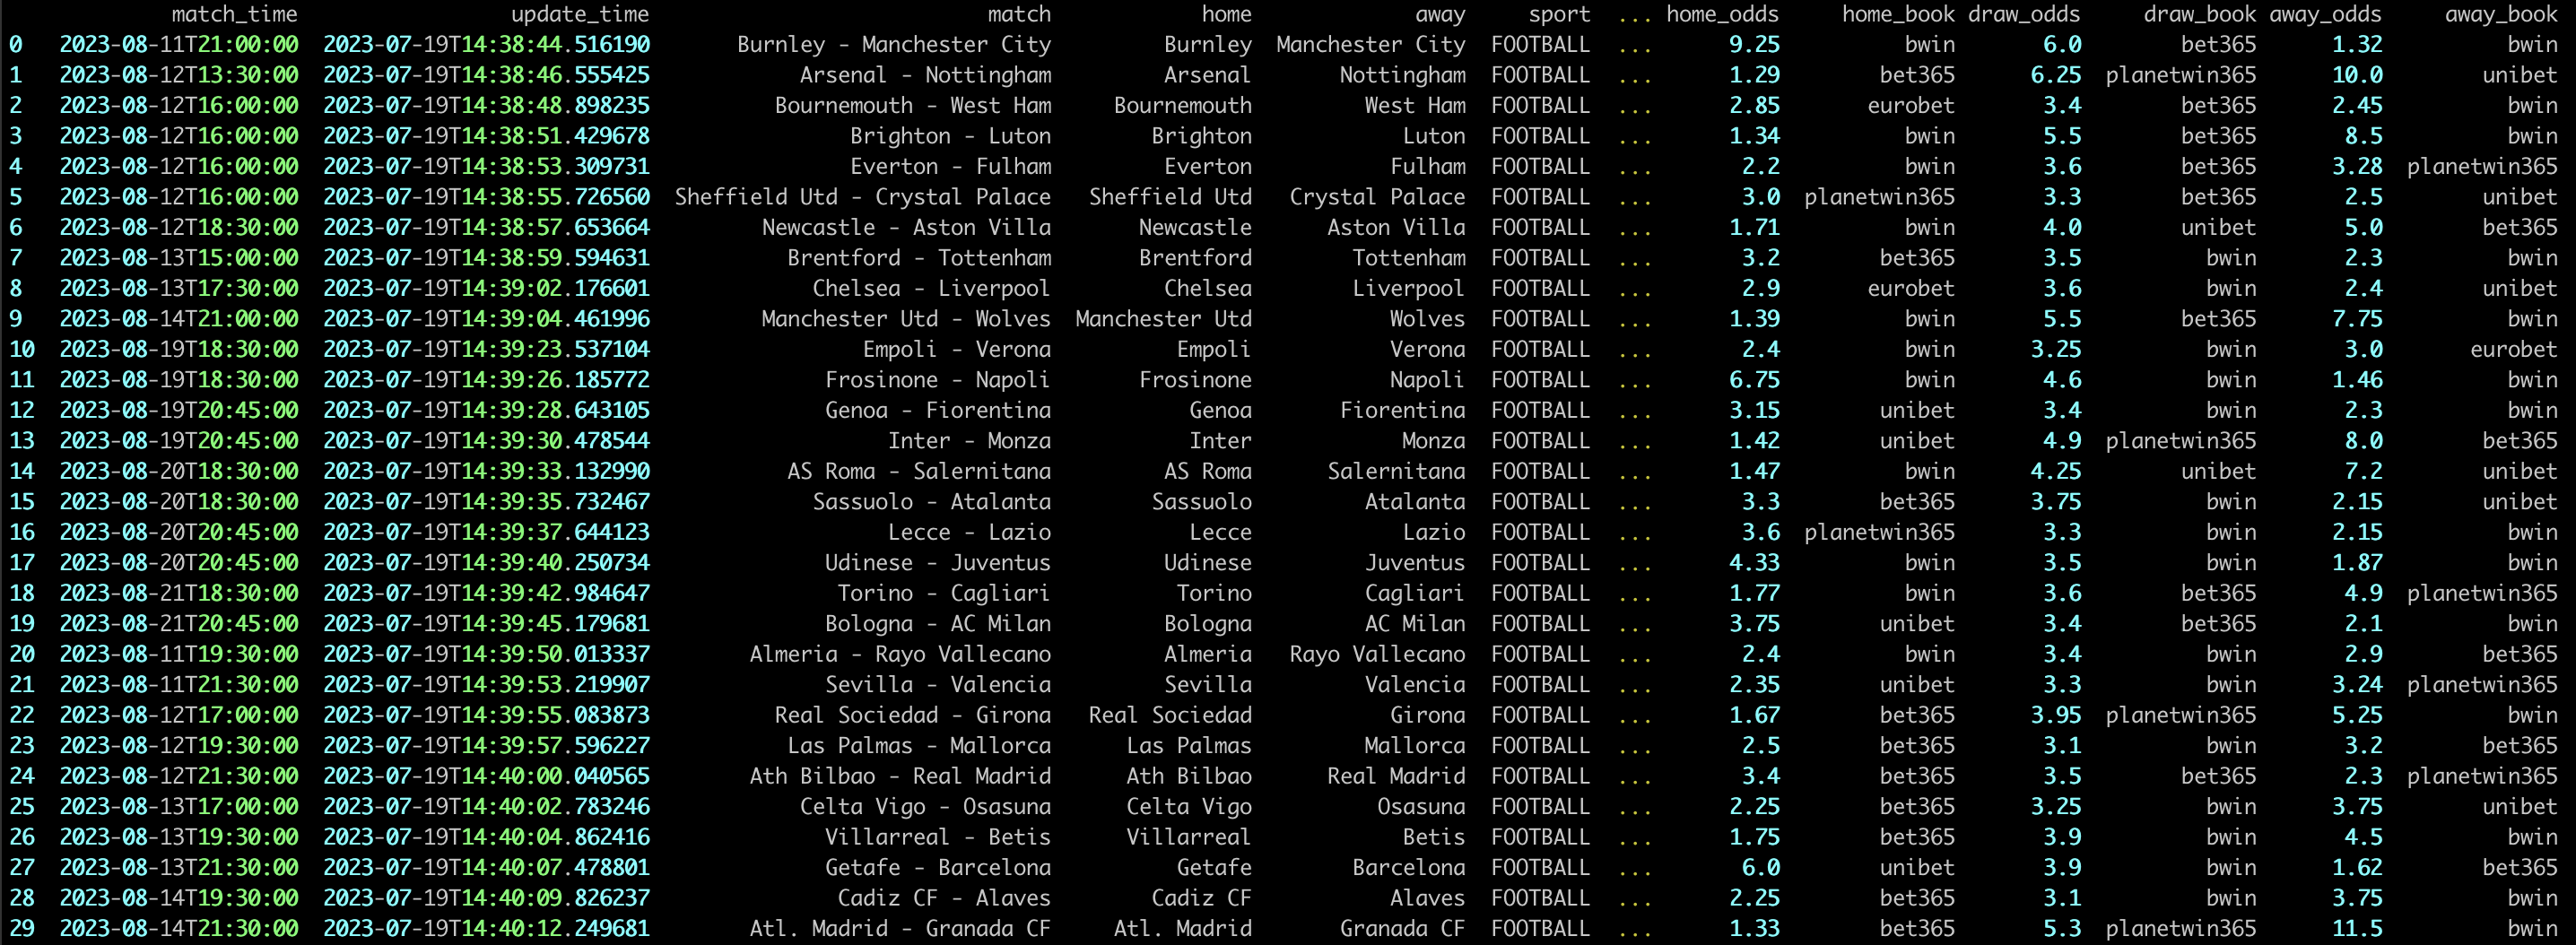 match_time update_time match home away sport ... home_odds home_book draw_odds draw_book away_odds away_book
0 2023-08-11T21:00:00 2023-07-19T14:38:44.516190 Burnley - Manchester City Burnley Manchester City FOOTBALL ... 9.25 bwin 6.0 bet365 1.32 bwin
1 2023-08-12T13:30:00 2023-07-19T14:38:46.555425 Arsenal - Nottingham Arsenal Nottingham FOOTBALL ... 1.29 bet365 6.25 planetwin365 10.0 unibet
2 2023-08-12T16:00:00 2023-07-19T14:38:48.898235 Bournemouth - West Ham Bournemouth West Ham FOOTBALL ... 2.85 eurobet 3.4 bet365 2.45 bwin
3 2023-08-12T16:00:00 2023-07-19T14:38:51.429678 Brighton - Luton Brighton Luton FOOTBALL ... 1.34 bwin 5.5 bet365 8.5 bwin
4 2023-08-12T16:00:00 2023-07-19T14:38:53.309731 Everton - Fulham Everton Fulham FOOTBALL ... 2.2 bwin 3.6 bet365 3.28 planetwin365
5 2023-08-12T16:00:00 2023-07-19T14:38:55.726560 Sheffield Utd - Crystal Palace Sheffield Utd Crystal Palace FOOTBALL ... 3.0 planetwin365 3.3 bet365 2.5 unibet
6 2023-08-12T18:30:00 2023-07-19T14:38:57.653664 Newcastle - Aston Villa Newcastle Aston Villa FOOTBALL ... 1.71 bwin 4.0 unibet 5.0 bet365
7 2023-08-13T15:00:00 2023-07-19T14:38:59.594631 Brentford - Tottenham Brentford Tottenham FOOTBALL ... 3.2 bet365 3.5 bwin 2.3 bwin
8 2023-08-13T17:30:00 2023-07-19T14:39:02.176601 Chelsea - Liverpool Chelsea Liverpool FOOTBALL ... 2.9 eurobet 3.6 bwin 2.4 unibet
9 2023-08-14T21:00:00 2023-07-19T14:39:04.461996 Manchester Utd - Wolves Manchester Utd Wolves FOOTBALL ... 1.39 bwin 5.5 bet365 7.75 bwin
10 2023-08-19T18:30:00 2023-07-19T14:39:23.537104 Empoli - Verona Empoli Verona FOOTBALL ... 2.4 bwin 3.25 bwin 3.0 eurobet
11 2023-08-19T18:30:00 2023-07-19T14:39:26.185772 Frosinone - Napoli Frosinone Napoli FOOTBALL ... 6.75 bwin 4.6 bwin 1.46 bwin
12 2023-08-19T20:45:00 2023-07-19T14:39:28.643105 Genoa - Fiorentina Genoa Fiorentina FOOTBALL ... 3.15 unibet 3.4 bwin 2.3 bwin
13 2023-08-19T20:45:00 2023-07-19T14:39:30.478544 Inter - Monza Inter Monza FOOTBALL ... 1.42 unibet 4.9 planetwin365 8.0 bet365
14 2023-08-20T18:30:00 2023-07-19T14:39:33.132990 AS Roma - Salernitana AS Roma Salernitana FOOTBALL ... 1.47 bwin 4.25 unibet 7.2 unibet
15 2023-08-20T18:30:00 2023-07-19T14:39:35.732467 Sassuolo - Atalanta Sassuolo Atalanta FOOTBALL ... 3.3 bet365 3.75 bwin 2.15 unibet
16 2023-08-20T20:45:00 2023-07-19T14:39:37.644123 Lecce - Lazio Lecce Lazio FOOTBALL ... 3.6 planetwin365 3.3 bwin 2.15 bwin
17 2023-08-20T20:45:00 2023-07-19T14:39:40.250734 Udinese - Juventus Udinese Juventus FOOTBALL ... 4.33 bwin 3.5 bwin 1.87 bwin
18 2023-08-21T18:30:00 2023-07-19T14:39:42.984647 Torino - Cagliari Torino Cagliari FOOTBALL ... 1.77 bwin 3.6 bet365 4.9 planetwin365
19 2023-08-21T20:45:00 2023-07-19T14:39:45.179681 Bologna - AC Milan Bologna AC Milan FOOTBALL ... 3.75 unibet 3.4 bet365 2.1 bwin
20 2023-08-11T19:30:00 2023-07-19T14:39:50.013337 Almeria - Rayo Vallecano Almeria Rayo Vallecano FOOTBALL ... 2.4 bwin 3.4 bwin 2.9 bet365
21 2023-08-11T21:30:00 2023-07-19T14:39:53.219907 Sevilla - Valencia Sevilla Valencia FOOTBALL ... 2.35 unibet 3.3 bwin 3.24 planetwin365
22 2023-08-12T17:00:00 2023-07-19T14:39:55.083873 Real Sociedad - Girona Real Sociedad Girona FOOTBALL ... 1.67 bet365 3.95 planetwin365 5.25 bwin
23 2023-08-12T19:30:00 2023-07-19T14:39:57.596227 Las Palmas - Mallorca Las Palmas Mallorca FOOTBALL ... 2.5 bet365 3.1 bwin 3.2 bet365
24 2023-08-12T21:30:00 2023-07-19T14:40:00.040565 Ath Bilbao - Real Madrid Ath Bilbao Real Madrid FOOTBALL ... 3.4 bet365 3.5 bet365 2.3 planetwin365
25 2023-08-13T17:00:00 2023-07-19T14:40:02.783246 Celta Vigo - Osasuna Celta Vigo Osasuna FOOTBALL ... 2.25 bet365 3.25 bwin 3.75 unibet
26 2023-08-13T19:30:00 2023-07-19T14:40:04.862416 Villarreal - Betis Villarreal Betis FOOTBALL ... 1.75 bet365 3.9 bwin 4.5 bwin
27 2023-08-13T21:30:00 2023-07-19T14:40:07.478801 Getafe - Barcelona Getafe Barcelona FOOTBALL ... 6.0 unibet 3.9 bwin 1.62 bet365
28 2023-08-14T19:30:00 2023-07-19T14:40:09.826237 Cadiz CF - Alaves Cadiz CF Alaves FOOTBALL ... 2.25 bet365 3.1 bwin 3.75 bwin
29 2023-08-14T21:30:00 2023-07-19T14:40:12.249681 Atl. Madrid - Granada CF Atl. Madrid Granada CF FOOTBALL ... 1.33 bet365 5.3 planetwin365 11.5 bwin